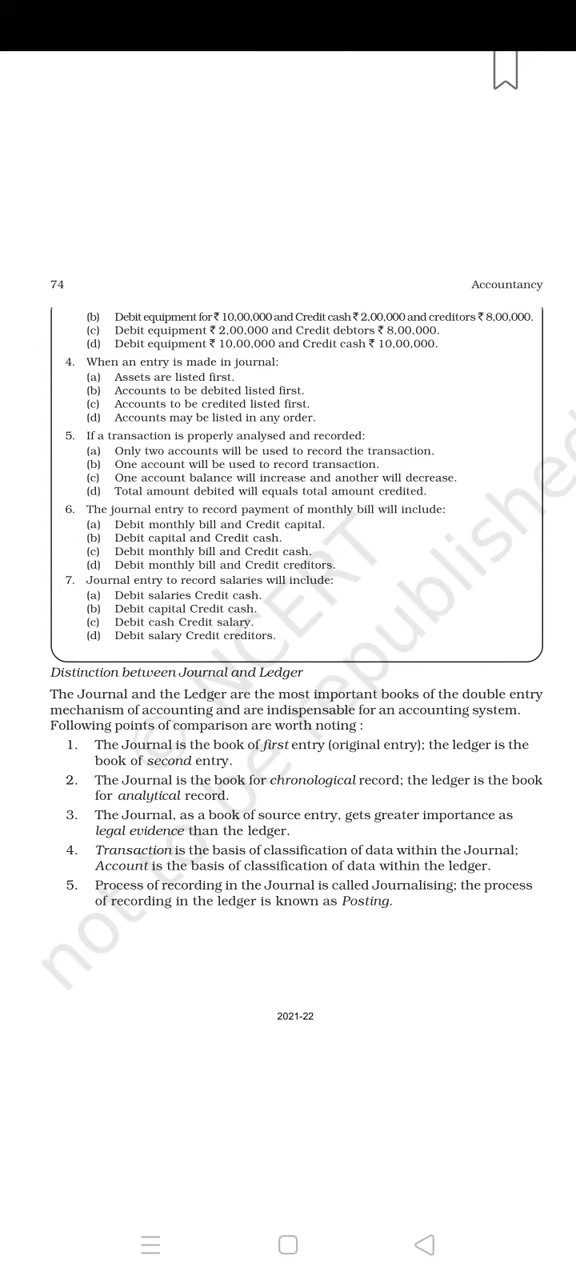 74 Accountancy
(b) Debit equipment for ₹ 10,00,000 and Credit cash ₹ 2,00,000 and creditors ₹ 8,00,000.
(c) Debit equipment ₹ 2,00,000 and Credit debtors ₹ 8,00,000.
(d) Debit equipment ₹ 10,00,000 and Credit cash ₹ 10,00,000.
4. When an entry is made in journal:
(a) Assets are listed first.
(b) Accounts to be debited listed first.
(c) Accounts to be credited listed first.
(d) Accounts may be listed in any order.
5. If a transaction is properly analysed and recorded:
(a) Only two accounts will be used to record the transaction.
(b) One account will be used to record transaction.
(c) One account balance will increase and another will decrease.
(d) Total amount debited will equals total amount credited.
6. The journal entry to record payment of monthly bill will include:
(a) Debit monthly bill and Credit capital.
(b) Debit capital and Credit cash.
(c) Debit monthly bill and Credit cash.
(d) Debit monthly bill and Credit creditors.
7. Journal entry to record salaries will include:
(a) Debit salaries Credit cash.
(b) Debit capital Credit cash.
(c) Debit cash Credit salary.
(d) Debit salary Credit creditors.
Distinction between Journal and Ledger
The Journal and the Ledger are the most important books of the double entry
mechanism of accounting and are indispensable for an accounting system.
Following points of comparison are worth noting :
1. The Journal is the book of first entry (original entry); the ledger is the
book of second entry.
2. The Journal is the book for chronological record; the ledger is the book
for analytical record.
3. The Journal, as a book of source entry, gets greater importance as
legal evidence than the ledger.
4. Transaction is the basis of classification of data within the Journal;
Account is the basis of classification of data within the ledger.
5. Process of recording in the Journal is called Journalising; the process
of recording in the ledger is known as Posting.
© NCERT
not to be republished
2021-22